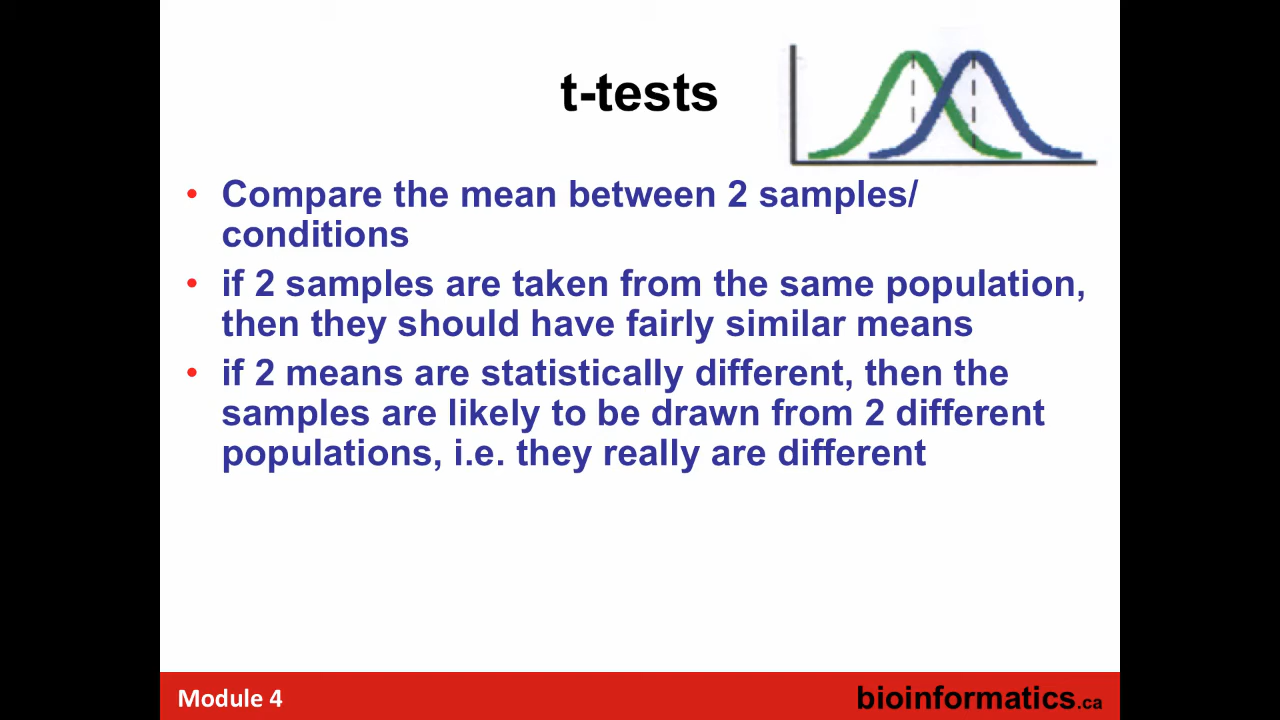 t-tests
• Compare the mean between 2 samples/
conditions
• if 2 samples are taken from the same population,
then they should have fairly similar means
• if 2 means are statistically different, then the
samples are likely to be drawn from 2 different
populations, i.e. they really are different
Module 4
bioinformatics.ca